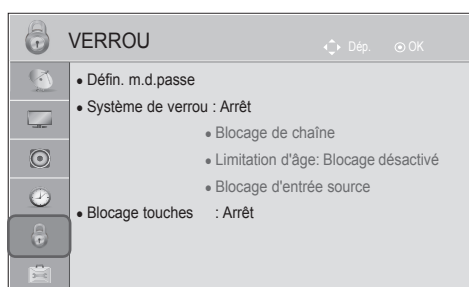 VERROU
Dép. OK
• Défin. m.d.passe
• Système de verrou : Arrêt
• Blocage de chaîne
• Limitation d'âge: Blocage désactivé
• Blocage d'entrée source
• Blocage touches : Arrêt